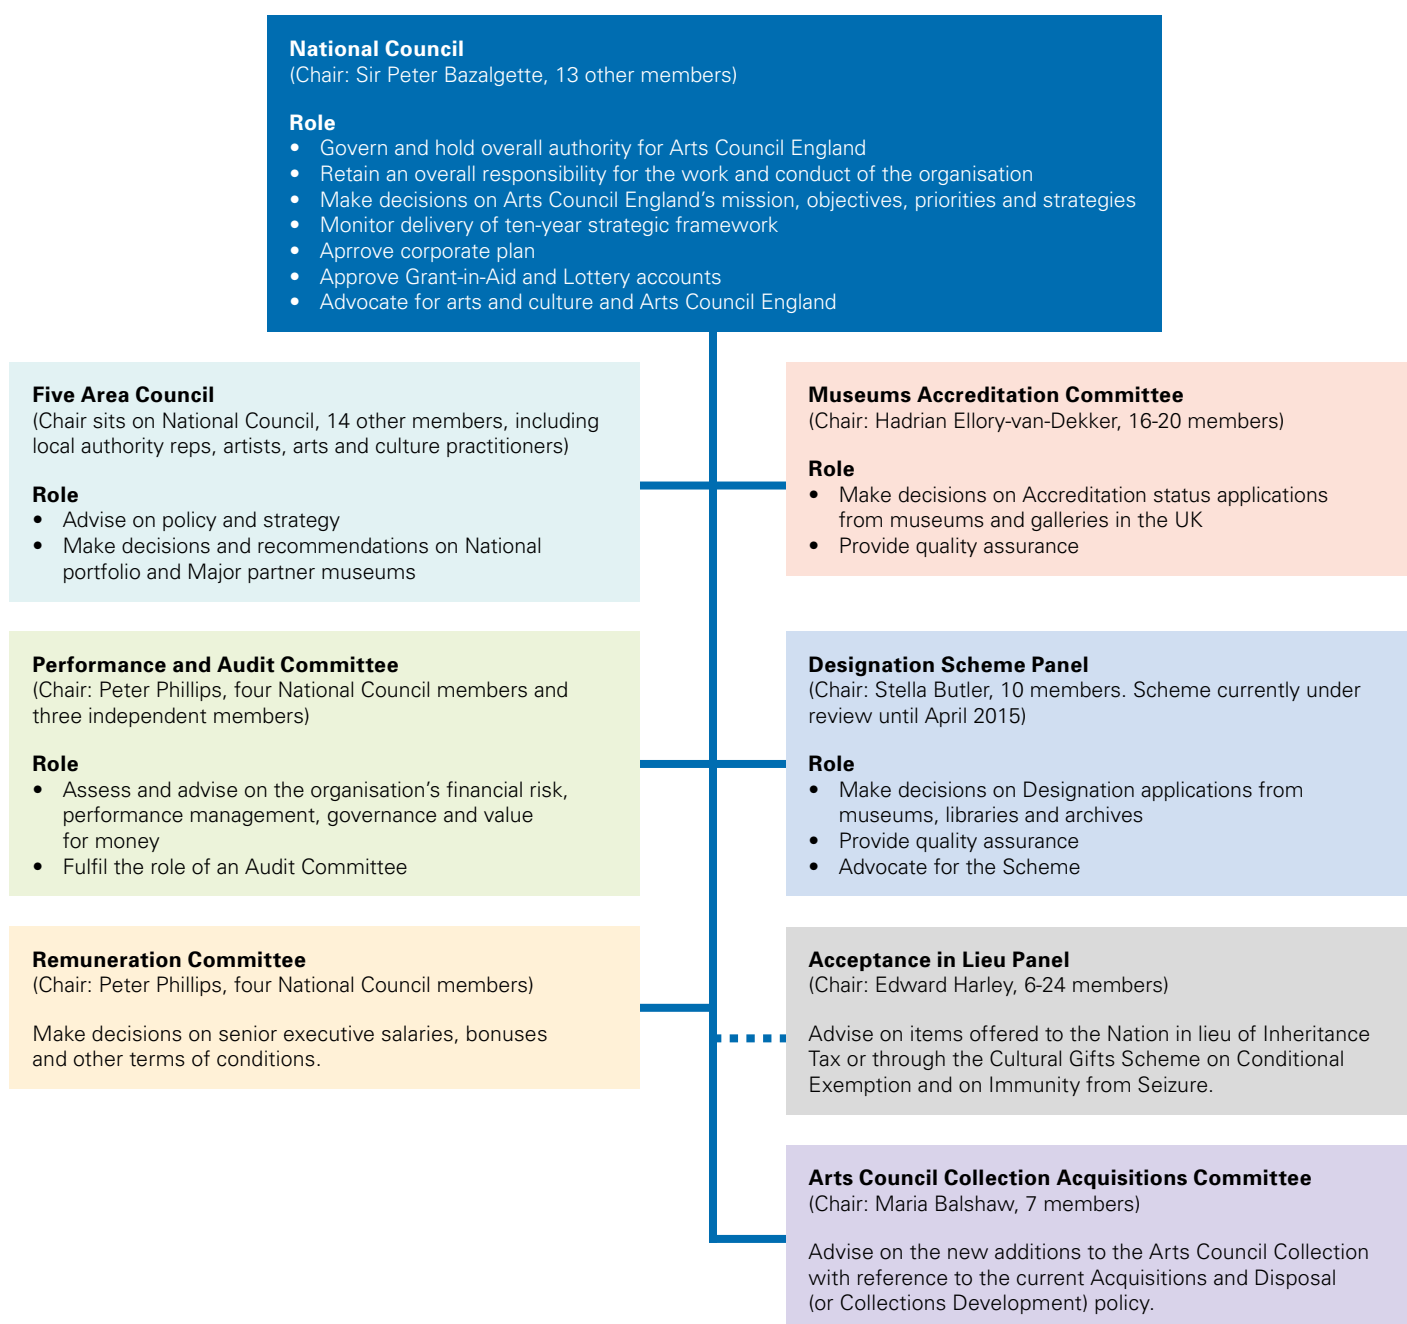 National Council
(Chair: Sir Peter Bazalgette, 13 other members)
Role
• Govern and hold overall authority for Arts Council England
• Retain an overall responsibility for the work and conduct of the organisation
• Make decisions on Arts Council England's mission, objectives, priorities and strategies
• Monitor delivery of ten-year strategic framework
• Aprrove corporate plan
• Approve Grant-in-Aid and Lottery accounts
• Advocate for arts and culture and Arts Council England
Five Area Council
(Chair sits on National Council, 14 other members, including
local authority reps, artists, arts and culture practitioners)
Role
• Advise on policy and strategy
• Make decisions and recommendations on National
portfolio and Major partner museums
Museums Accreditation Committee
(Chair: Hadrian Ellory-van-Dekker, 16-20 members)
Role
• Make decisions on Accreditation status applications
from museums and galleries in the UK
• Provide quality assurance
Performance and Audit Committee
(Chair: Peter Phillips, four National Council members and
three independent members)
Role
• Assess and advise on the organisation's financial risk,
performance management, governance and value
for money
• Fulfil the role of an Audit Committee
Designation Scheme Panel
(Chair: Stella Butler, 10 members. Scheme currently under
review until April 2015)
Role
• Make decisions on Designation applications from
museums, libraries and archives
• Provide quality assurance
• Advocate for the Scheme
Remuneration Committee
(Chair: Peter Phillips, four National Council members)
Make decisions on senior executive salaries, bonuses
and other terms of conditions.
Acceptance in Lieu Panel
(Chair: Edward Harley, 6-24 members)
Advise on items offered to the Nation in lieu of Inheritance
Tax or through the Cultural Gifts Scheme on Conditional
Exemption and on Immunity from Seizure.
Arts Council Collection Acquisitions Committee
(Chair: Maria Balshaw, 7 members)
Advise on the new additions to the Arts Council Collection
with reference to the current Acquisitions and Disposal
(or Collections Development) policy.